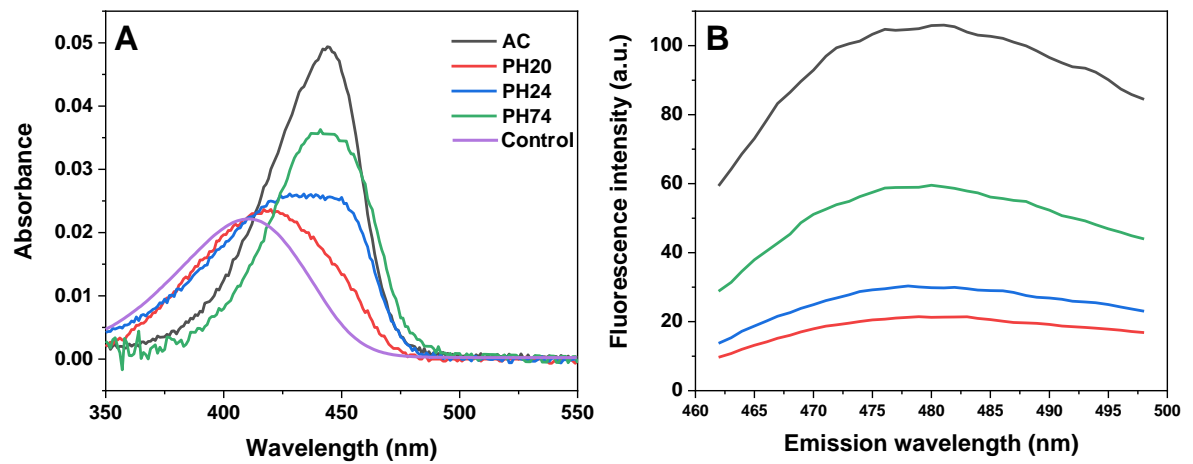 A
0.05
0.04
0.03
0.02
0.01
0.00
Absorbance
350
400
450
500
550
Wavelength (nm)
AC
PH20
PH24
PH74
Control
B
100
80
60
40
20
0
Fluorescence intensity (a.u.)
460
465
470
475
480
485
490
495
500
Emission wavelength (nm)